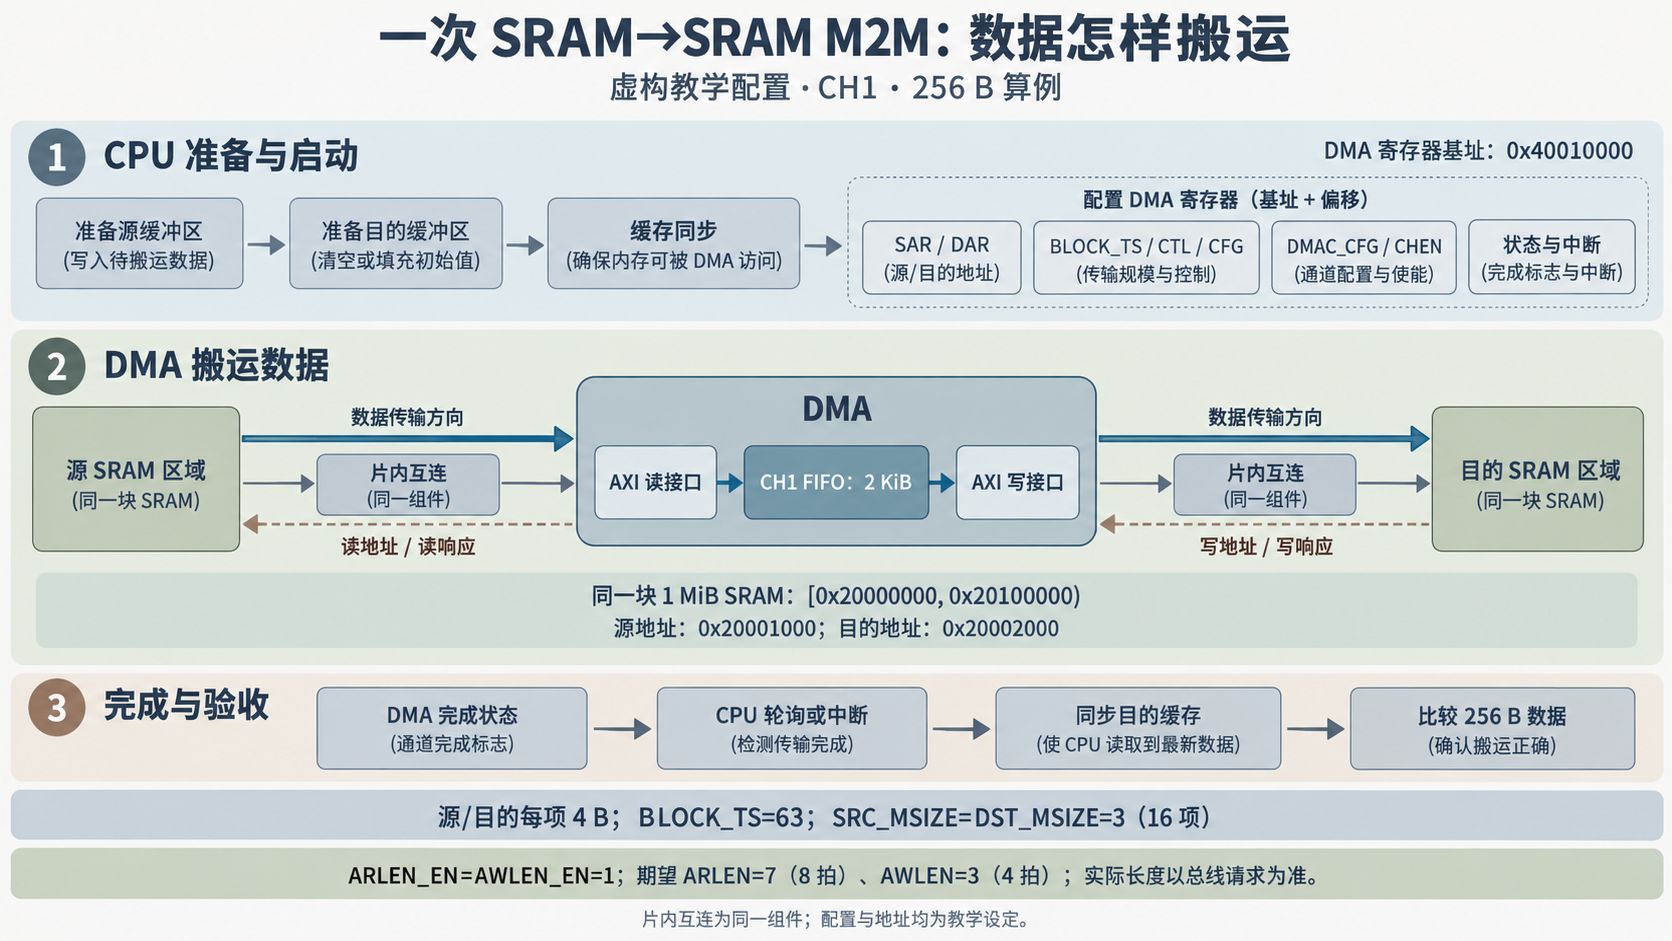 一次 SRAM→SRAM M2M：数据怎样搬运
虚构教学配置 · CH1 · 256 B 算例
1 CPU 准备与启动
DMA 寄存器基址：0x40010000
准备源缓冲区
(写入待搬运数据)
准备目的缓冲区
(清空或填充初始值)
缓存同步
(确保内存可被 DMA 访问)
配置 DMA 寄存器（基址 + 偏移）
SAR / DAR
(源/目的地址)
BLOCK_TS / CTL / CFG
(传输规模与控制)
DMAC_CFG / CHEN
(通道配置与使能)
状态与中断
(完成标志与中断)
2 DMA 搬运数据
源 SRAM 区域
(同一块 SRAM)
数据传输方向
片内互连
(同一组件)
读地址 / 读响应
DMA
AXI 读接口
CH1 FIFO：2 KiB
AXI 写接口
数据传输方向
片内互连
(同一组件)
写地址 / 写响应
目的 SRAM 区域
(同一块 SRAM)
同一块 1 MiB SRAM：[0x20000000, 0x20100000)
源地址：0x20001000；目的地址：0x20002000
3 完成与验收
DMA 完成状态
(通道完成标志)
CPU 轮询或中断
(检测传输完成)
同步目的缓存
(使 CPU 读取到最新数据)
比较 256 B 数据
(确认搬运正确)
源/目的每项 4 B；BLOCK_TS=63；SRC_MSIZE=DST_MSIZE=3（16 项）
ARLEN_EN=AWLEN_EN=1；期望 ARLEN=7（8 拍）、AWLEN=3（4 拍）；实际长度以总线请求为准。
片内互连为同一组件；配置与地址均为教学设定。